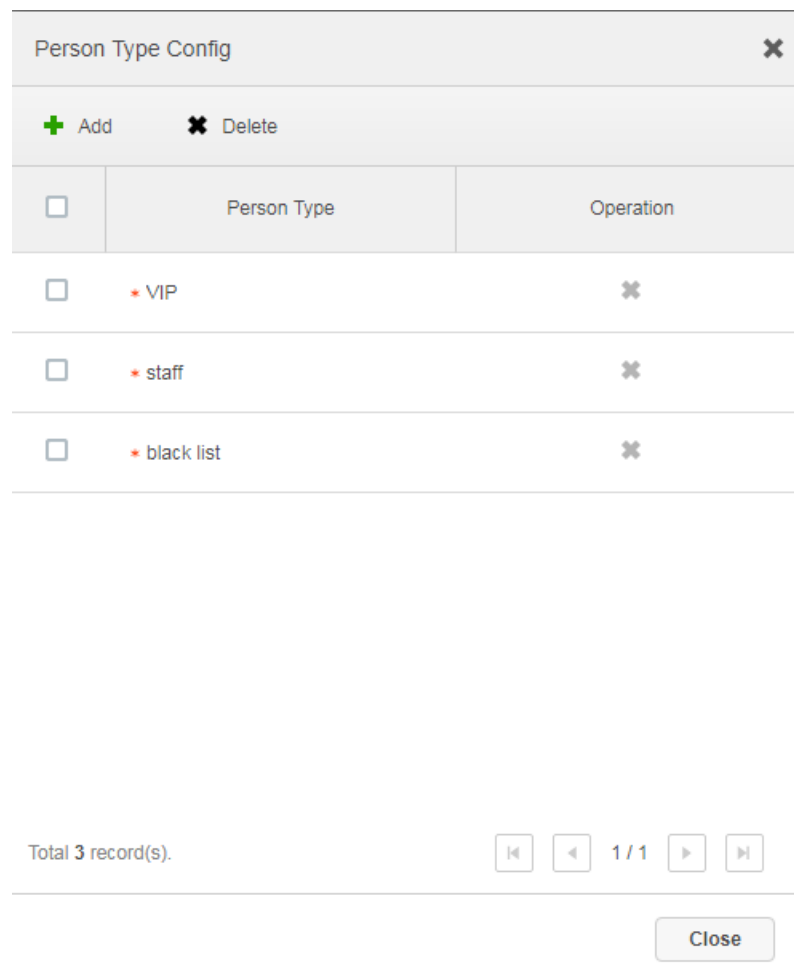 Person Type Config
Add Delete
Person Type Operation
* VIP
* staff
* black list
Total 3 record(s). 1 / 1
Close